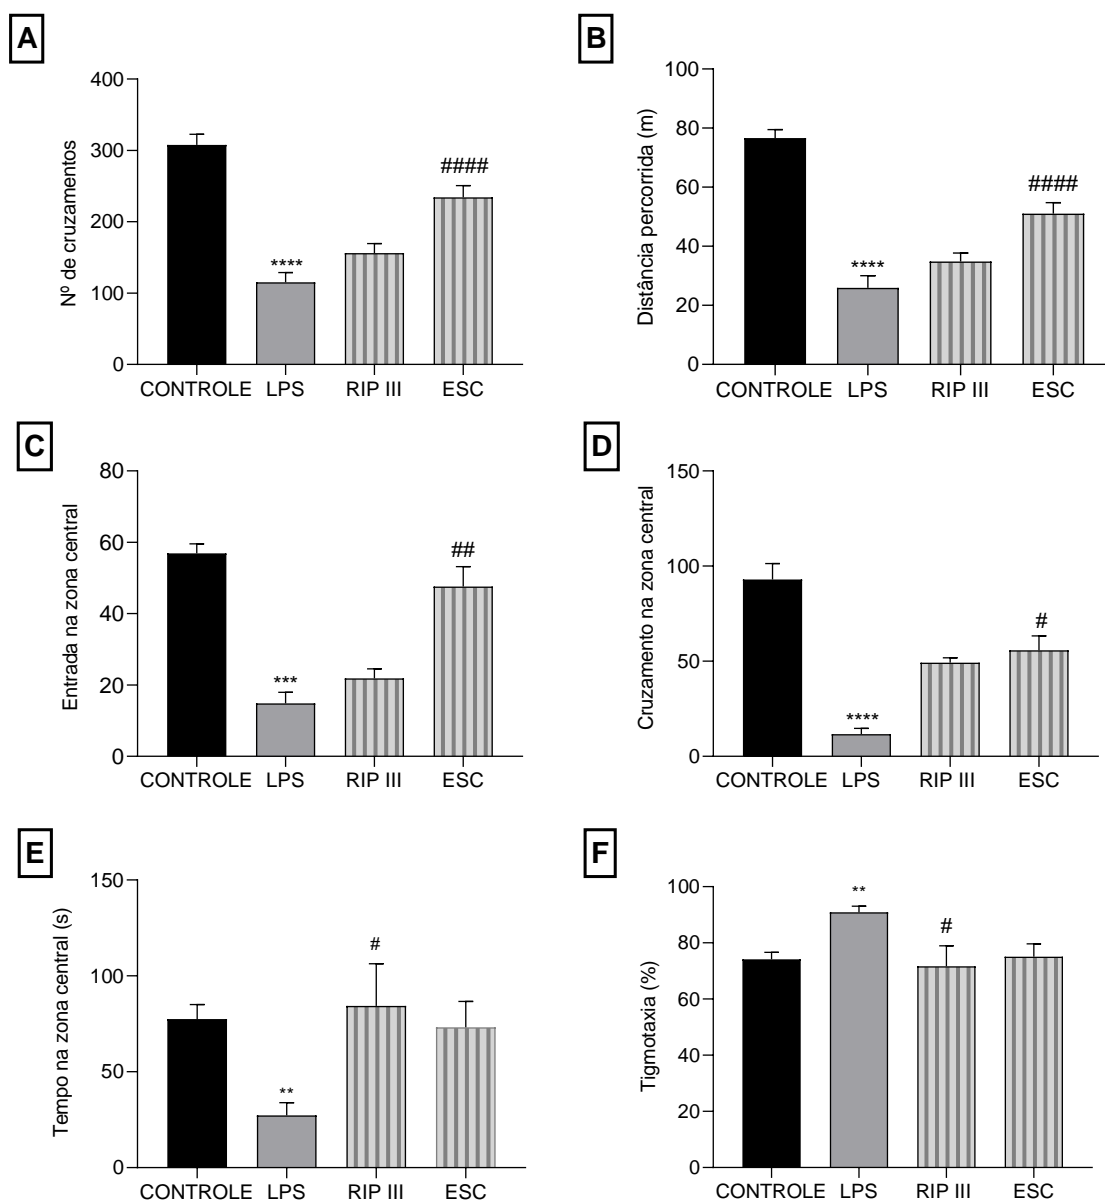 A
Nº de cruzamentos
400
300
200
100
0
****
####
CONTROLE LPS RIP III ESC
B
Distância percorrida (m)
100
80
60
40
20
0
****
####
CONTROLE LPS RIP III ESC
C
Entrada na zona central
80
60
40
20
0
***
##
CONTROLE LPS RIP III ESC
D
Cruzamento na zona central
150
100
50
0
****
#
CONTROLE LPS RIP III ESC
E
Tempo na zona central (s)
150
100
50
0
**
#
CONTROLE LPS RIP III ESC
F
Tigmotaxia (%)
100
80
60
40
20
0
**
#
CONTROLE LPS RIP III ESC